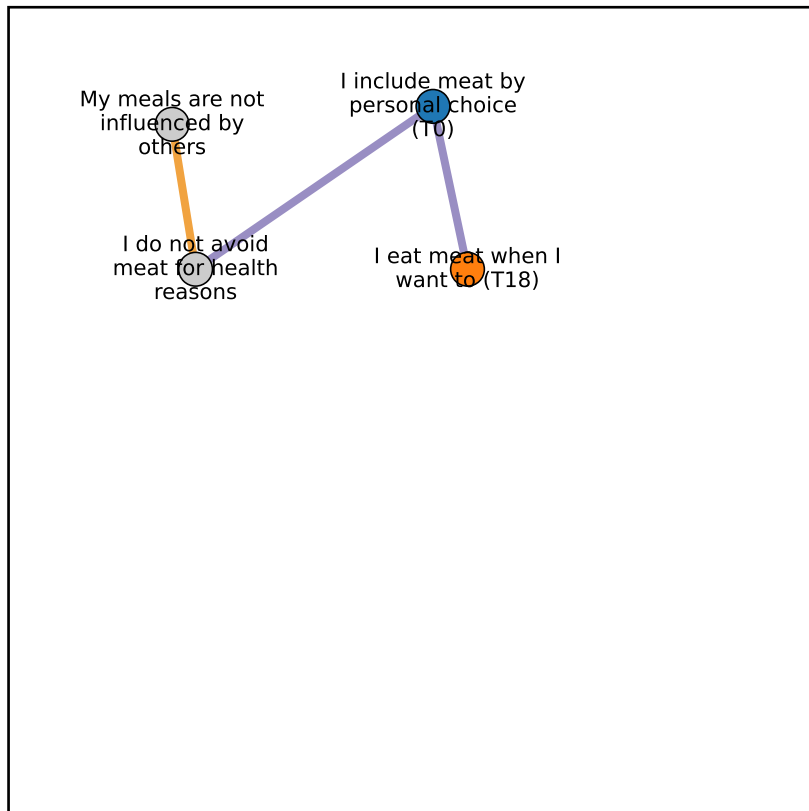 I include meat by
personal choice
(T0)
My meals are not
influenced by
others
I do not avoid
meat for health
reasons
I eat meat when I
want to (T18)